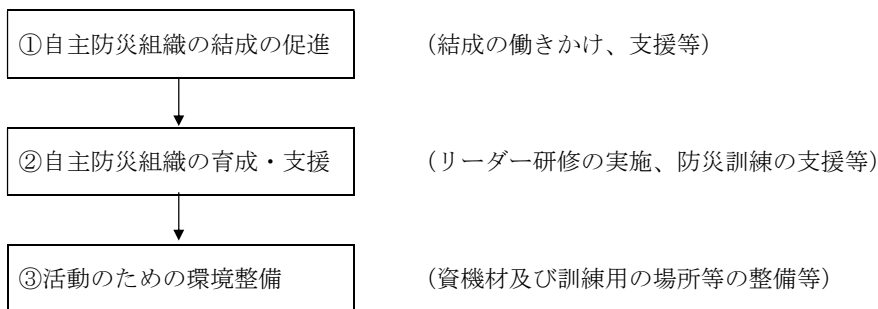 ①自主防災組織の結成の促進 （結成の働きかけ、支援等）
②自主防災組織の育成・支援 （リーダー研修の実施、防災訓練の支援等）
③活動のための環境整備 （資機材及び訓練用の場所等の整備等）